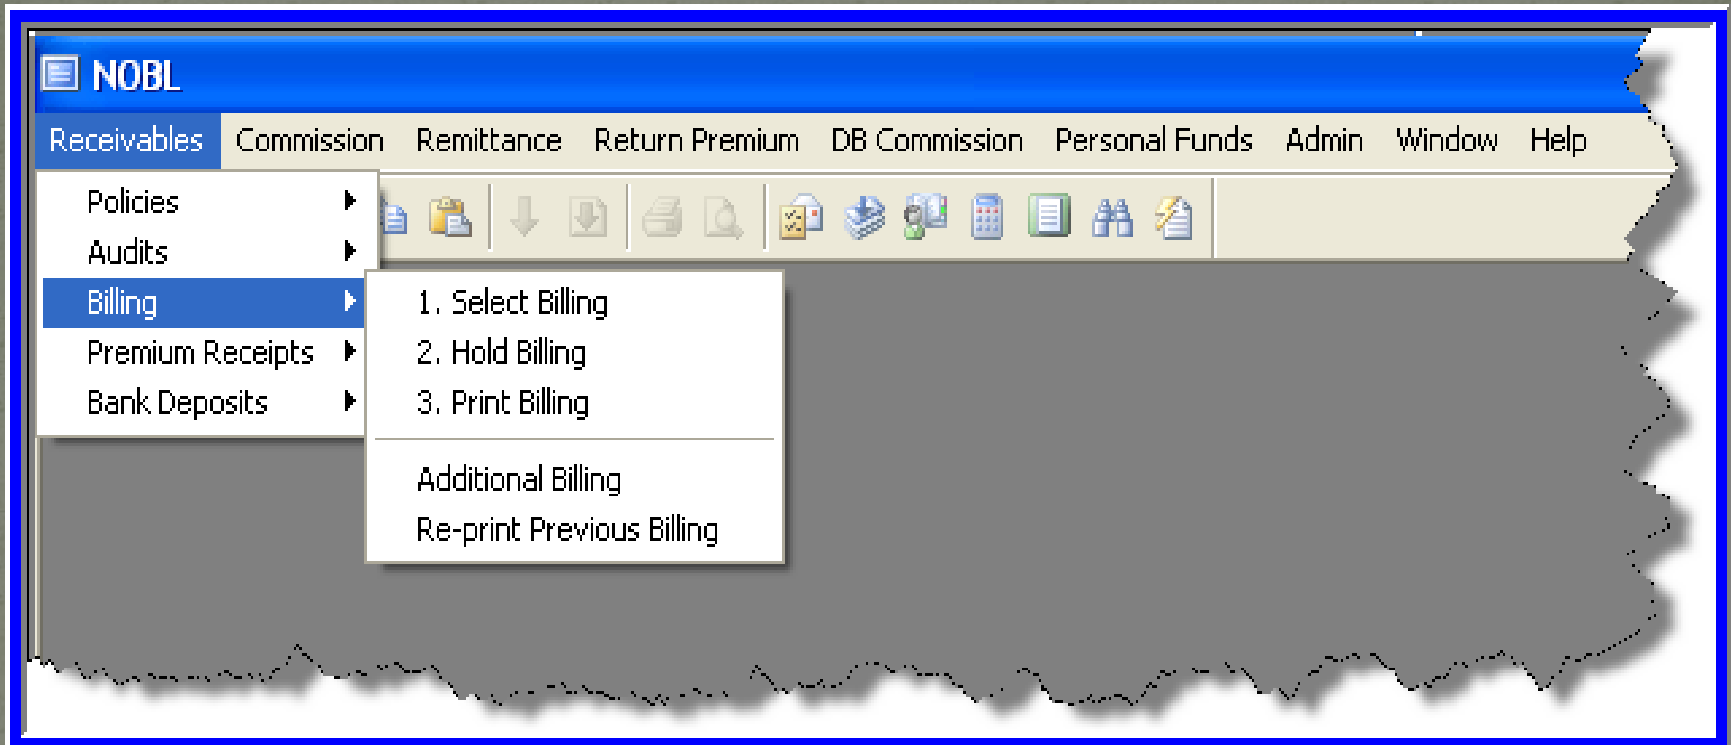 NOBL
Receivables Commission Remittance Return Premium DB Commission Personal Funds Admin Window Help
Policies
Audits
Billing
Premium Receipts
Bank Deposits
1. Select Billing
2. Hold Billing
3. Print Billing
Additional Billing
Re-print Previous Billing